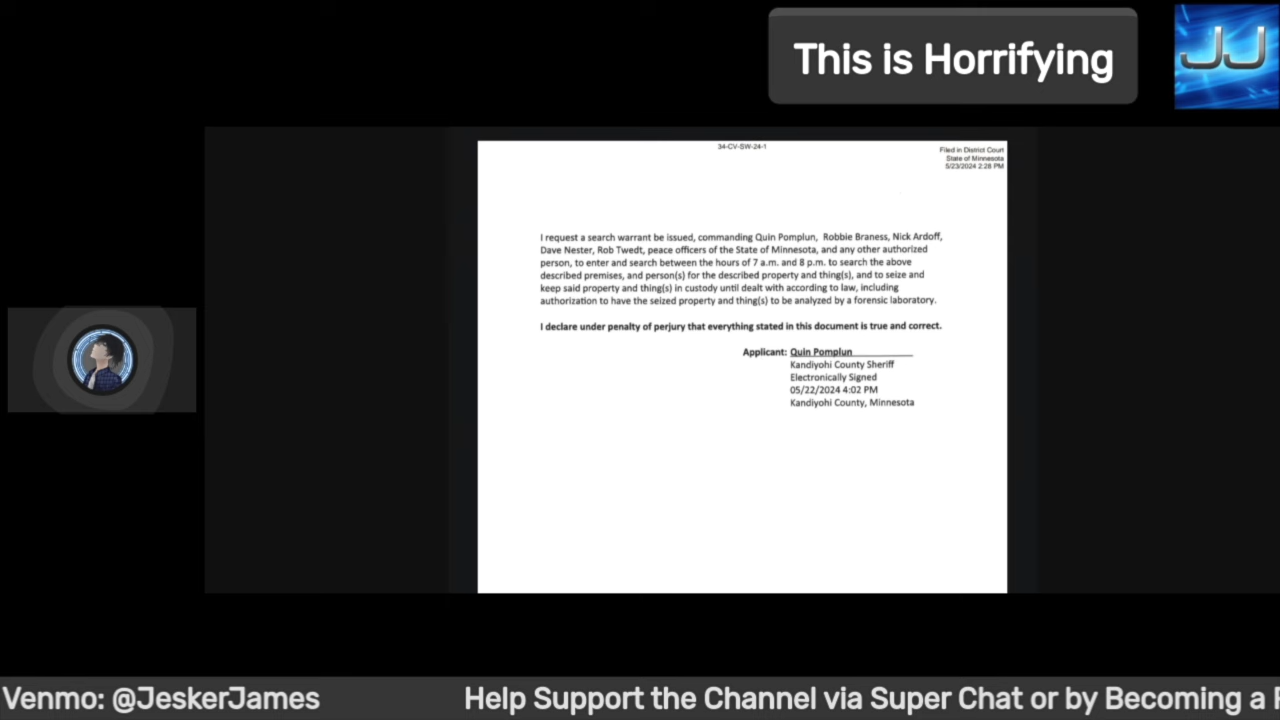 This is Horrifying
JJ
34-CV-SW-24-1
Filed in District Court
State of Minnesota
5/23/2024 2:28 PM
I request a search warrant be issued, commanding Quin Pomplun,  Robbie Braness, Nick Ardoff,
Dave Nester, Rob Twedt, peace officers of the State of Minnesota, and any other authorized
person, to enter and search between the hours of 7 a.m. and 8 p.m. to search the above
described premises, and person(s) for the described property and thing(s), and to seize and
keep said property and thing(s) in custody until dealt with according to law, including
authorization to have the seized property and thing(s) to be analyzed by a forensic laboratory.
I declare under penalty of perjury that everything stated in this document is true and correct.
Applicant: Quin Pomplun
Kandiyohi County Sheriff
Electronically Signed
05/22/2024 4:02 PM
Kandiyohi County, Minnesota
Venmo: @JeskerJames Help Support the Channel via Super Chat or by Becoming a